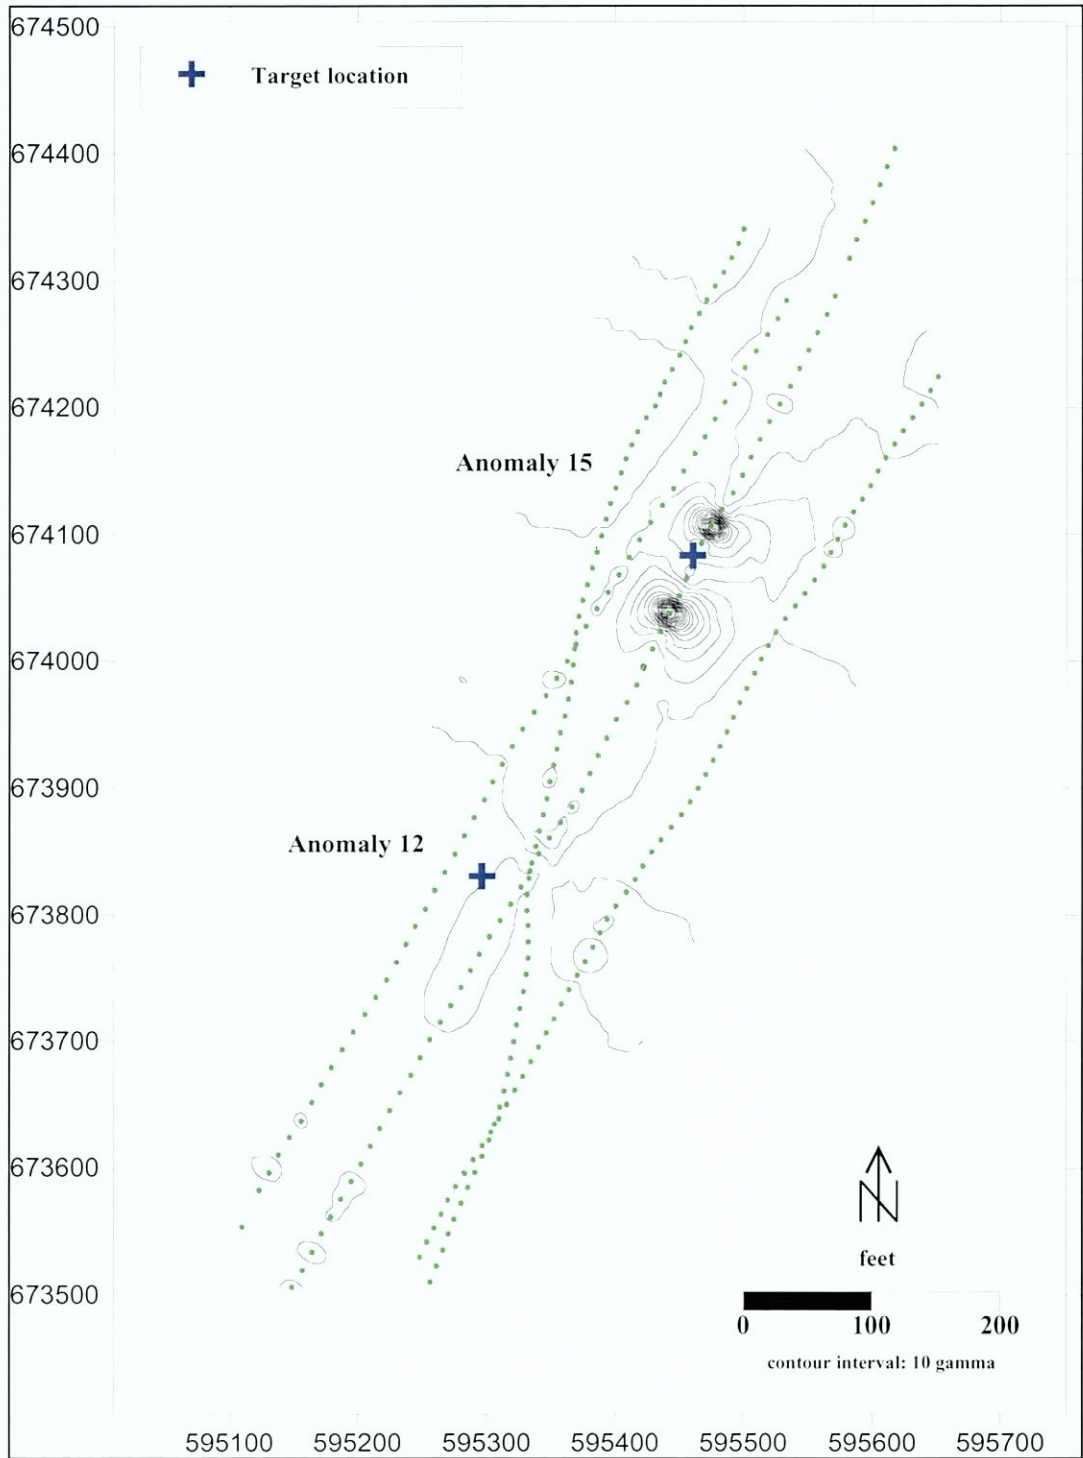 674500
Target location
674400
674300
674200
Anomaly 15
674100
674000
673900
Anomaly 12
673800
673700
673600
N
feet
673500
0 100 200
contour interval: 10 gamma
595100 595200 595300 595400 595500 595600 595700